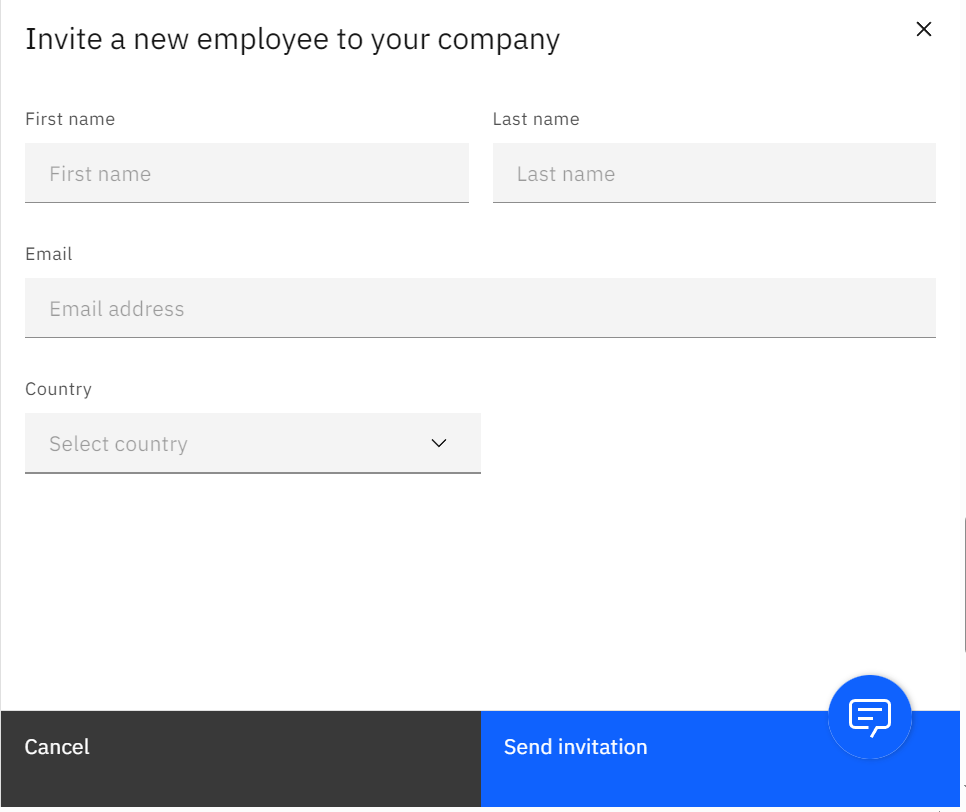 Invite a new employee to your company
First name
Last name
First name
Last name
Email
Email address
Country
Select country
Cancel
Send invitation